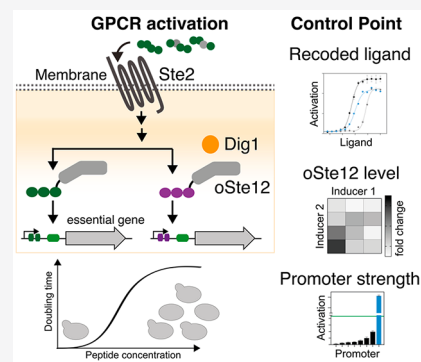 GPCR activation
Membrane
Ste2
Dig1
oSte12
essential gene
Doubling time
Peptide concentration
Control Point
Recoded ligand
Activation
Ligand
oSte12 level
Inducer 1
Inducer 2
fold change
Promoter strength
Activation
Promoter